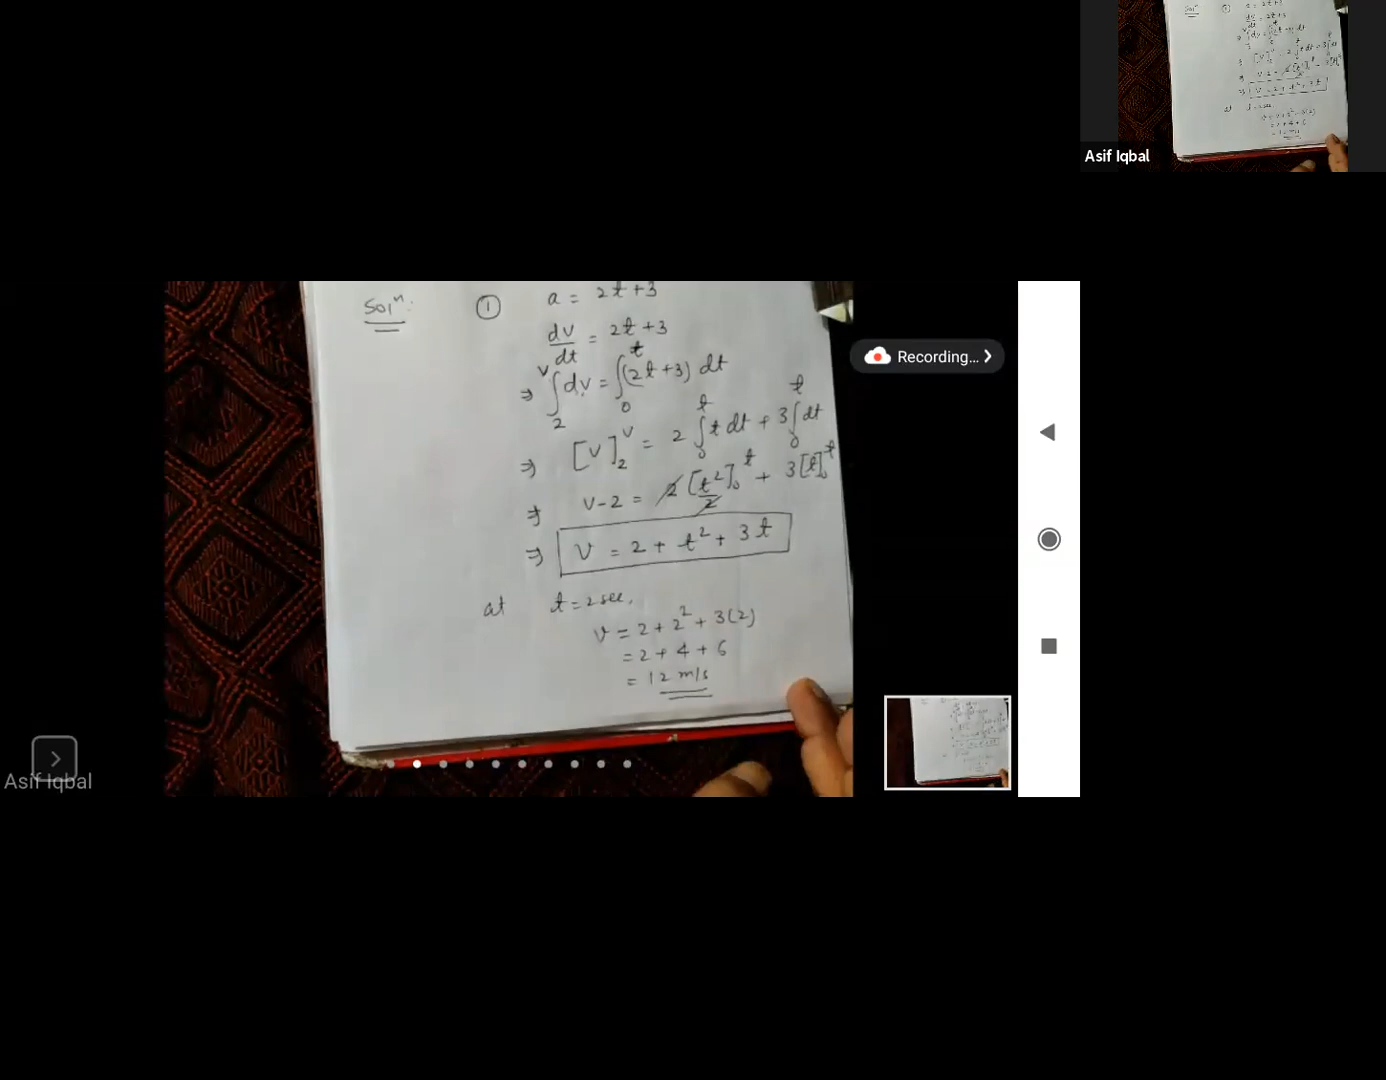 Solⁿ: ① a = 2t+3
dv/dt = 2t+3
⇒ ∫₂ᵛ dv = ∫₀ᵗ (2t+3) dt
⇒ [v]₂ᵛ = 2 ∫₀ᵗ t dt + 3 ∫₀ᵗ dt
⇒ v-2 = 2 [t²/2]₀ᵗ + 3[t]₀ᵗ
⇒ v = 2 + t² + 3t
at t = 2 sec,
v = 2 + 2² + 3(2)
= 2 + 4 + 6
= 12 m/s
Recording...
Asif Iqbal
Asif Iqbal